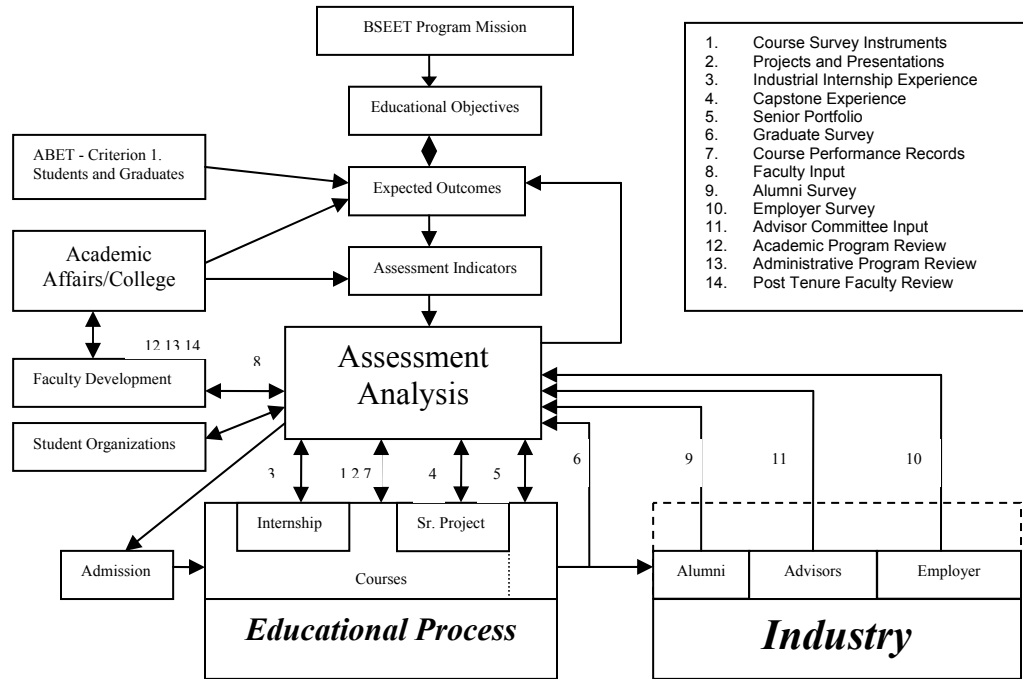 BSEET Program Mission
Educational Objectives
ABET - Criterion 1.
Students and Graduates
Expected Outcomes
Academic
Affairs/College
Assessment Indicators
12 13 14
Faculty Development
8
Assessment
Analysis
Student Organizations
3
1 2 7
4
5
6
9
11
10
Internship
Sr. Project
Admission
Courses
Alumni
Advisors
Employer
Educational Process
Industry
1. Course Survey Instruments
2. Projects and Presentations
3. Industrial Internship Experience
4. Capstone Experience
5. Senior Portfolio
6. Graduate Survey
7. Course Performance Records
8. Faculty Input
9. Alumni Survey
10. Employer Survey
11. Advisor Committee Input
12. Academic Program Review
13. Administrative Program Review
14. Post Tenure Faculty Review